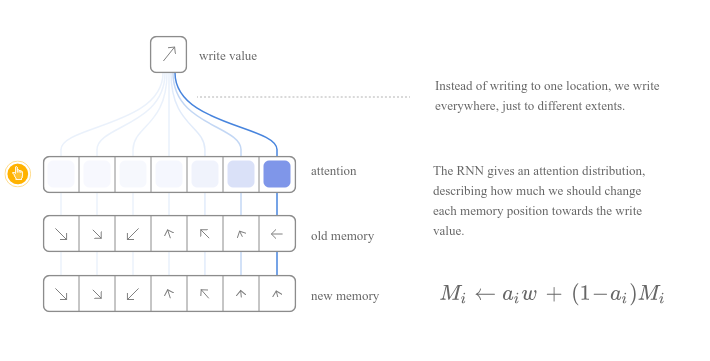 write value
Instead of writing to one location, we write
everywhere, just to different extents.
attention
The RNN gives an attention distribution,
describing how much we should change
each memory position towards the write
value.
old memory
new memory
M_i ← a_i w + (1−a_i)M_i